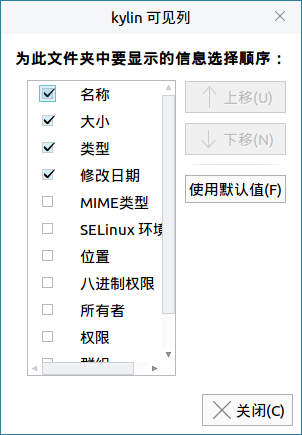 kylin 可见列
为此文件夹中要显示的信息选择顺序：
名称
大小
类型
修改日期
MIME类型
SELinux 环境
位置
八进制权限
所有者
权限
群组
上移(U)
下移(N)
使用默认值(F)
关闭(C)